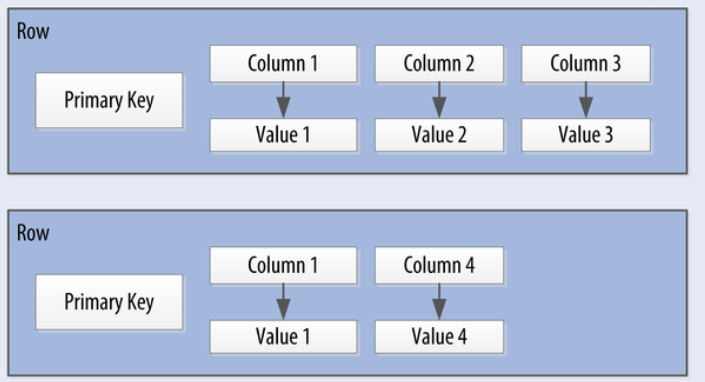 Row
Column 1 Column 2 Column 3
Primary Key
Value 1 Value 2 Value 3
Row
Column 1 Column 4
Primary Key
Value 1 Value 4